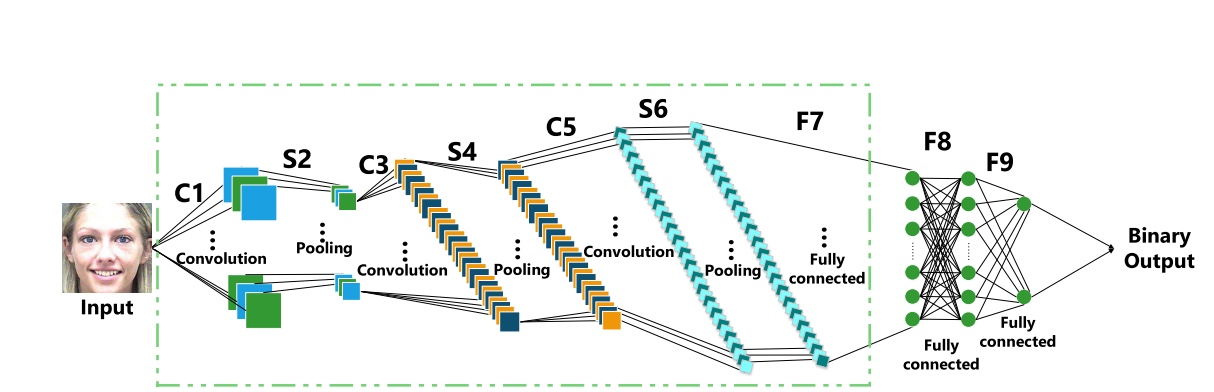 C1
S2
C3
S4
C5
S6
F7
F8
F9
Convolution
Pooling
Convolution
Pooling
Convolution
Pooling
Fully
connected
Fully
connected
Fully
connected
Input
Binary
Output